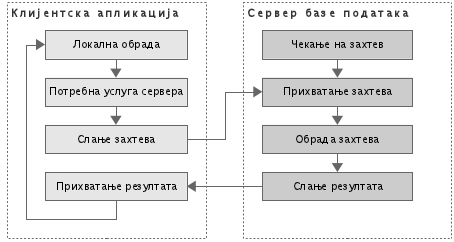 Клијентска апликација
Локална обрада
Потребна услуга сервера
Слање захтева
Прихватање резултата
Сервер базе података
Чекање на захтев
Прихватање захтева
Обрада захтева
Слање резултата